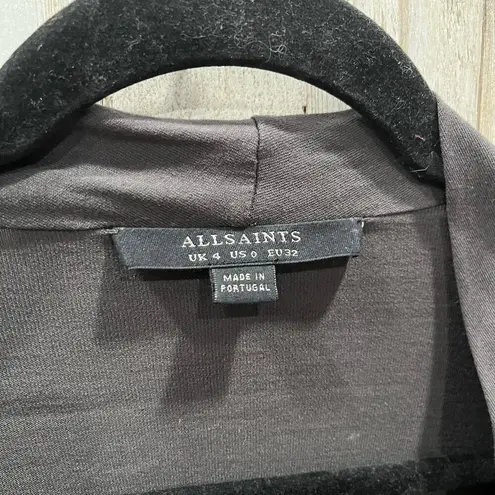 ALLSAINTS
UK 4 US 0 EU 32
MADE IN
PORTUGAL